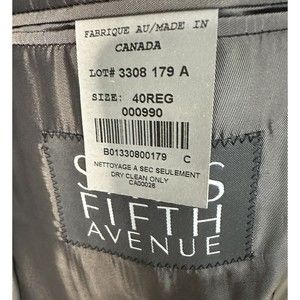 FABRIQUE AU/MADE IN
CANADA
LOT# 3308 179 A
SIZE: 40REG
000990
B01330800179 C
NETTOYAGE A SEC SEULEMENT
DRY CLEAN ONLY
CA00026
S S
FIFTH
AVENUE